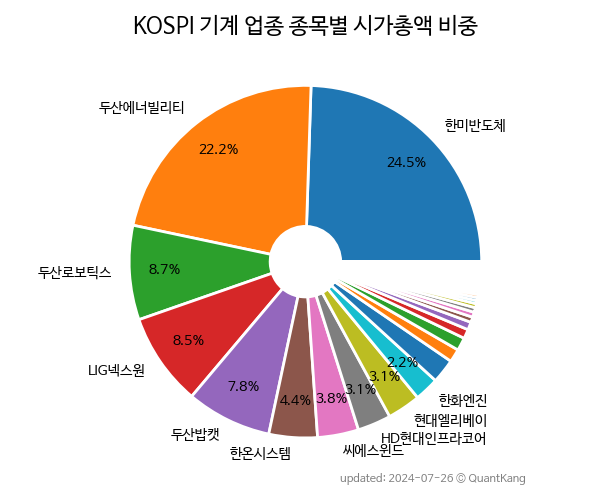 KOSPI 기계 업종 종목별 시가총액 비중
한미반도체
24.5%
두산에너빌리티
22.2%
두산로보틱스
8.7%
LIG넥스원
8.5%
두산밥캣
7.8%
한온시스템
4.4%
씨에스윈드
3.8%
HD현대인프라코어
3.1%
현대엘리베이
3.1%
한화엔진
2.2%
updated: 2024-07-26 © QuantKang